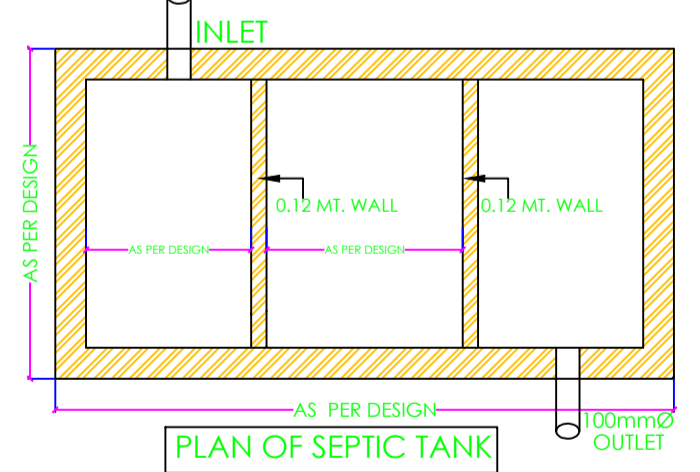 INLET
AS PER DESIGN
0.12 MT. WALL
0.12 MT. WALL
AS PER DESIGN
AS PER DESIGN
AS PER DESIGN
100mmØ
OUTLET
PLAN OF SEPTIC TANK